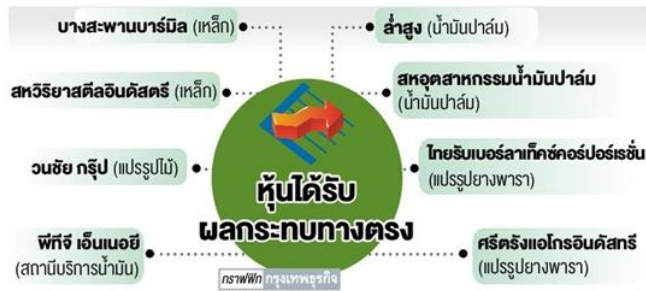 บางสะพานบาร์มิล (เหล็ก)
ล่ำสูง (น้ำมันปาล์ม)
สหวิริยาสตีลอินดัสตรี (เหล็ก)
สหอุตสาหกรรมน้ำมันปาล์ม
(น้ำมันปาล์ม)
วนชัย กรุ๊ป (แปรรูปไม้)
ไทยรับเบอร์ลาเท็คซ์คอร์ปอร์เรชั่น
(แปรรูปยางพารา)
หุ้นได้รับ
ผลกระทบทางตรง
พีทีจี เอ็นเนอยี
(สถานีบริการน้ำมัน)
ศรีตรังแอโกรอินดัสทรี
(แปรรูปยางพารา)
กราฟฟิก กรุงเทพธุรกิจ